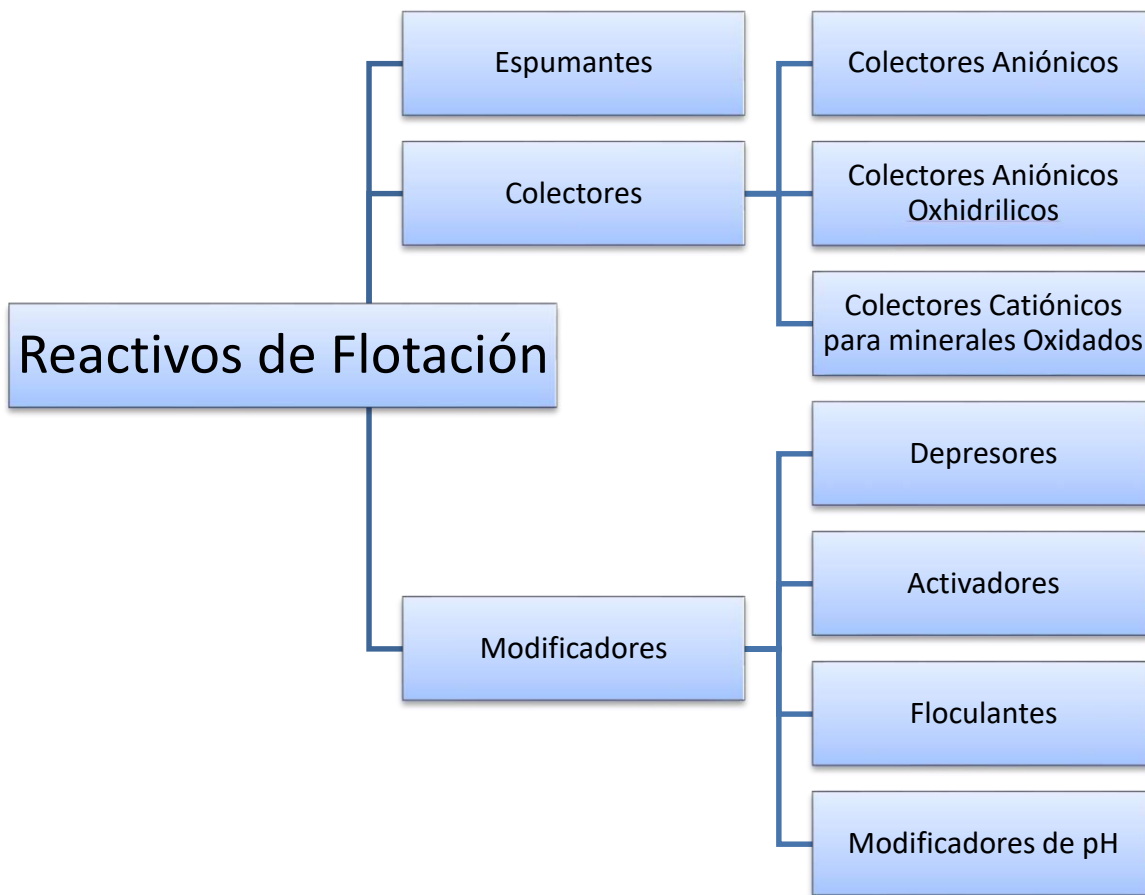 Reactivos de Flotación
Espumantes
Colectores
Colectores Aniónicos
Colectores Aniónicos
Oxhidrilicos
Colectores Catiónicos
para minerales Oxidados
Modificadores
Depresores
Activadores
Floculantes
Modificadores de pH